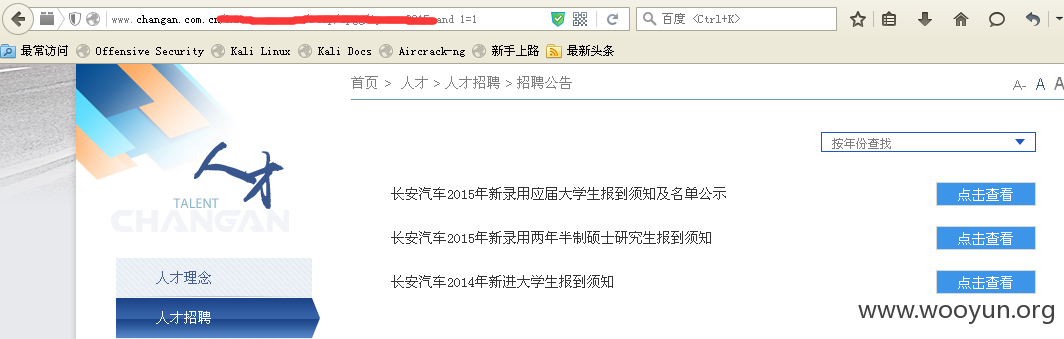 www.changan.com.cn and 1=1
百度 <Ctrl+K>
最常访问 Offensive Security Kali Linux Kali Docs Aircrack-ng 新手上路 最新头条
首页 > 人才 > 人才招聘 > 招聘公告
A- A A
按年份查找
人才
TALENT
CHANGAN
长安汽车2015年新录用应届大学生报到须知及名单公示 点击查看
长安汽车2015年新录用两年半制硕士研究生报到须知 点击查看
人才理念
长安汽车2014年新进大学生报到须知 点击查看
人才招聘
www.wooyun.org